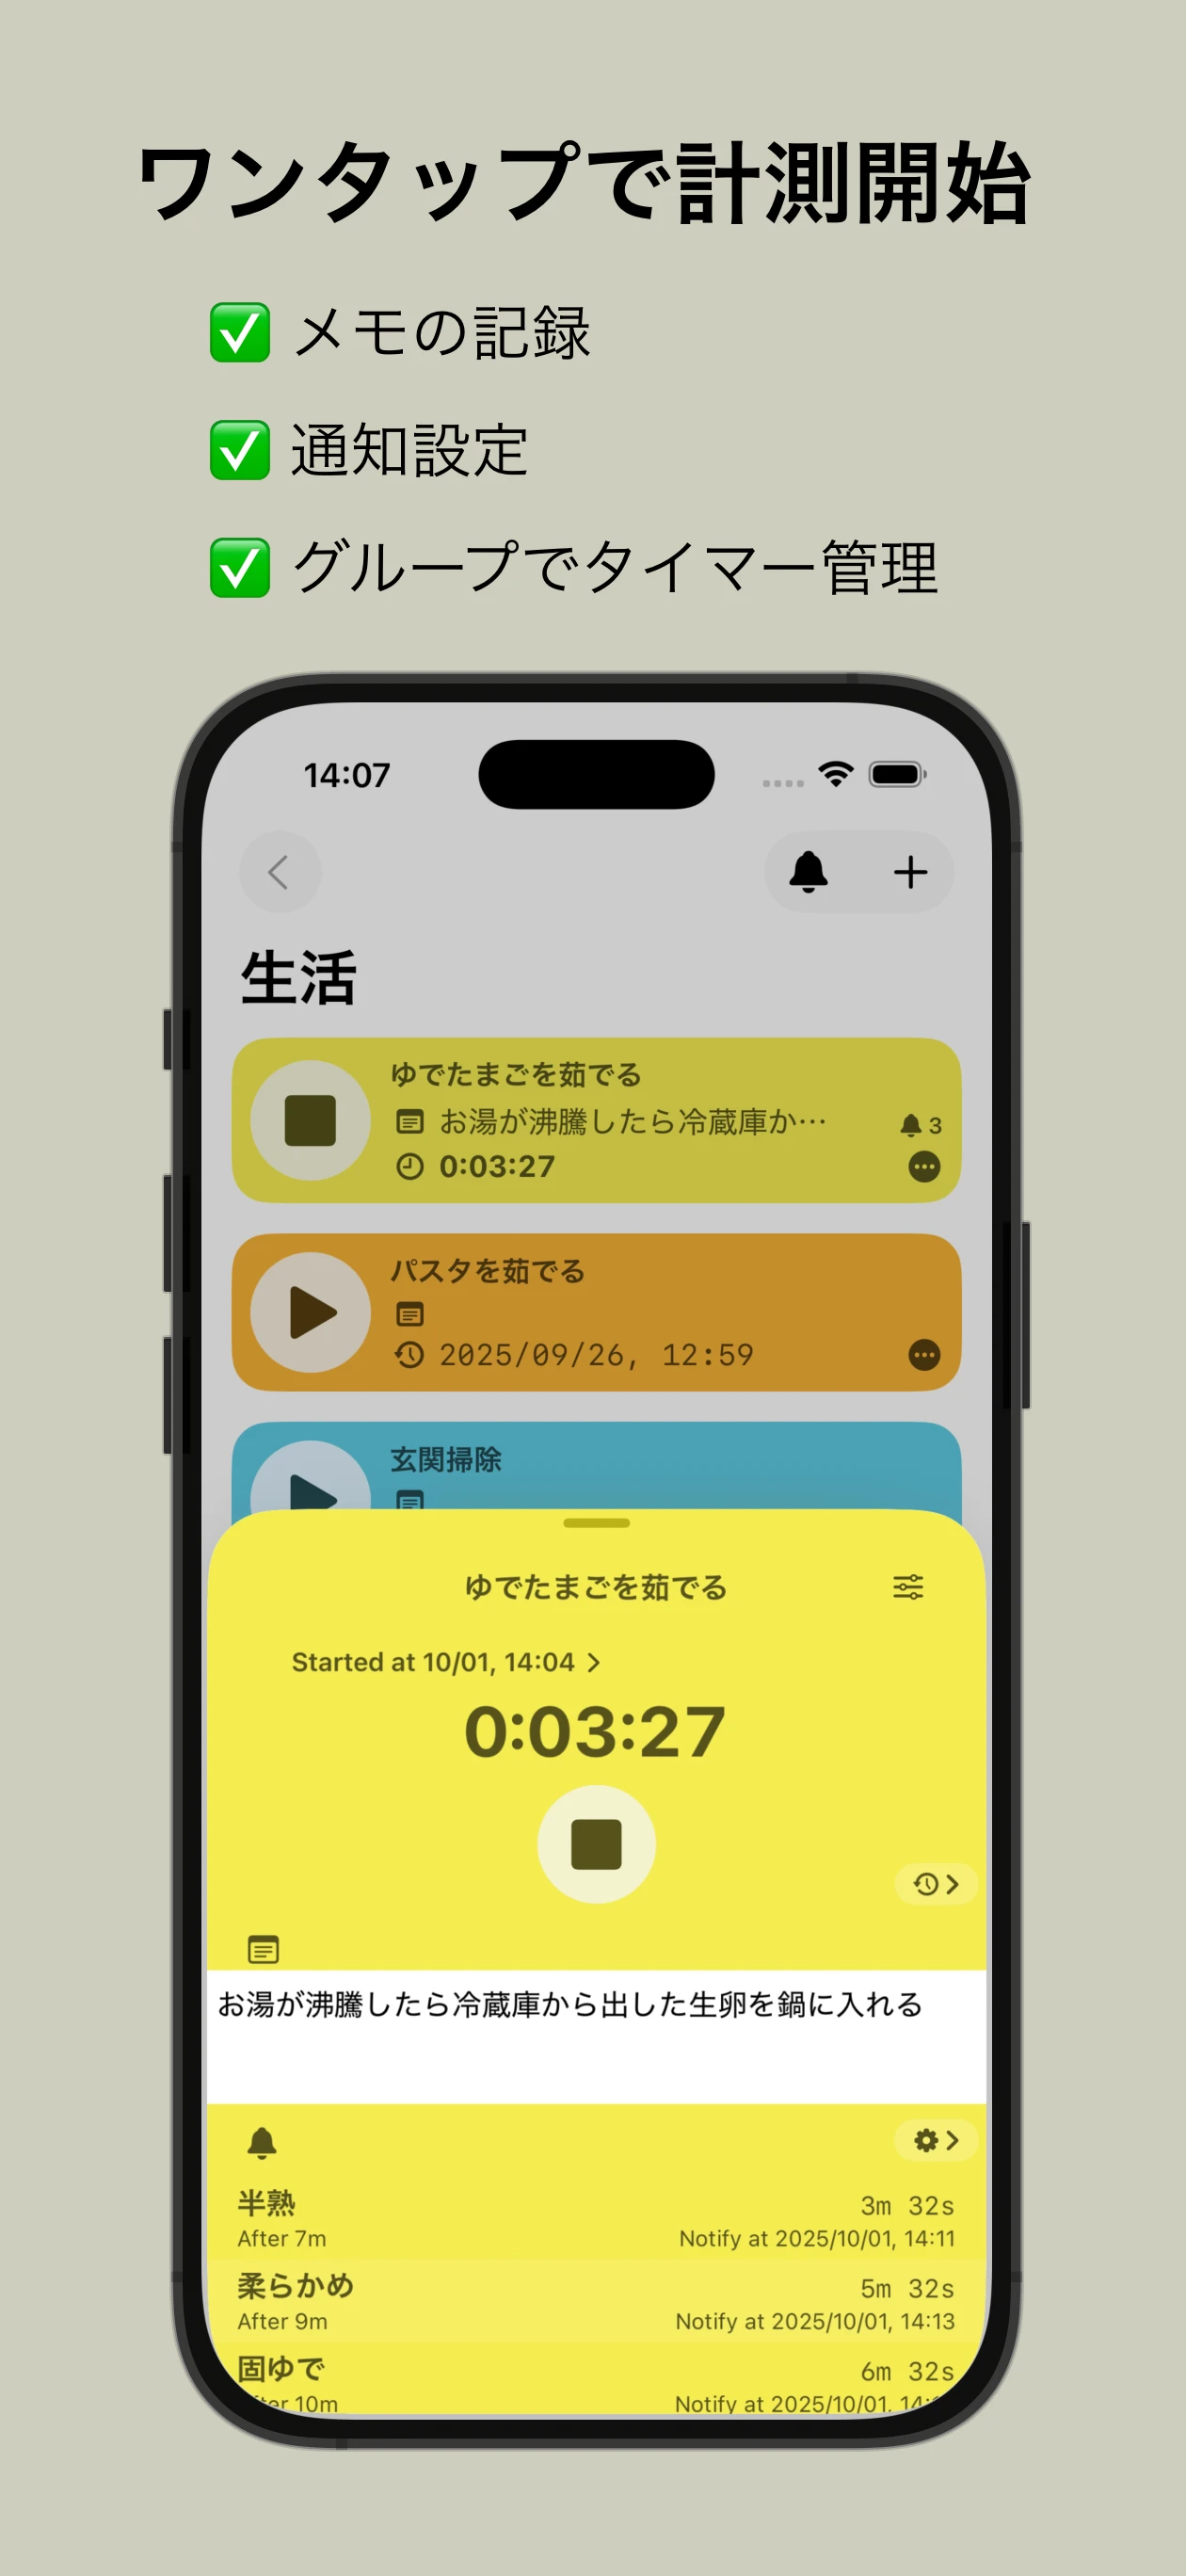 ワンタップで計測開始
✅ メモの記録
✅ 通知設定
✅ グループでタイマー管理
14:07
生活
ゆでたまごを茹でる
お湯が沸騰したら冷蔵庫か…
3
0:03:27
パスタを茹でる
2025/09/26, 12:59
玄関掃除
ゆでたまごを茹でる
Started at 10/01, 14:04
0:03:27
お湯が沸騰したら冷蔵庫から出した生卵を鍋に入れる
半熟 3m 32s
After 7m Notify at 2025/10/01, 14:11
柔らかめ 5m 32s
After 9m Notify at 2025/10/01, 14:13
固ゆで 6m 32s
10m Notify at 2025/10/01,